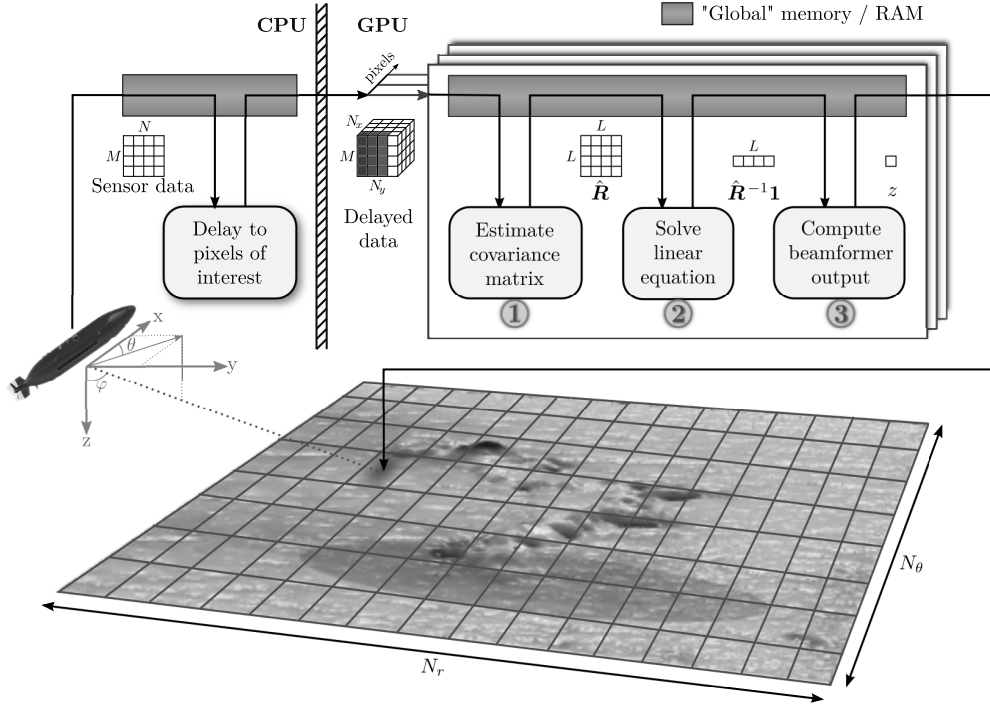 "Global" memory / RAM
CPU
GPU
pixels
N
M
Sensor data
Delay to
pixels of
interest
Nₓ
M
N_y
Delayed
data
L
L
R̂
L
R̂⁻¹1
z
Estimate
covariance
matrix
1
Solve
linear
equation
2
Compute
beamformer
output
3
x
θ
y
φ
z
N_θ
N_r